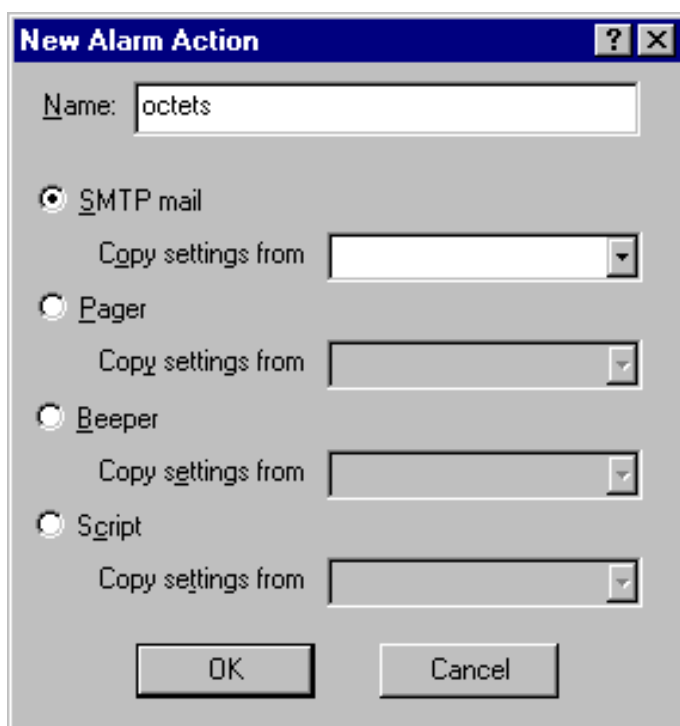 New Alarm Action ?
Name: octets
SMTP mail
Copy settings from
Pager
Copy settings from
Beeper
Copy settings from
Script
Copy settings from
OK Cancel